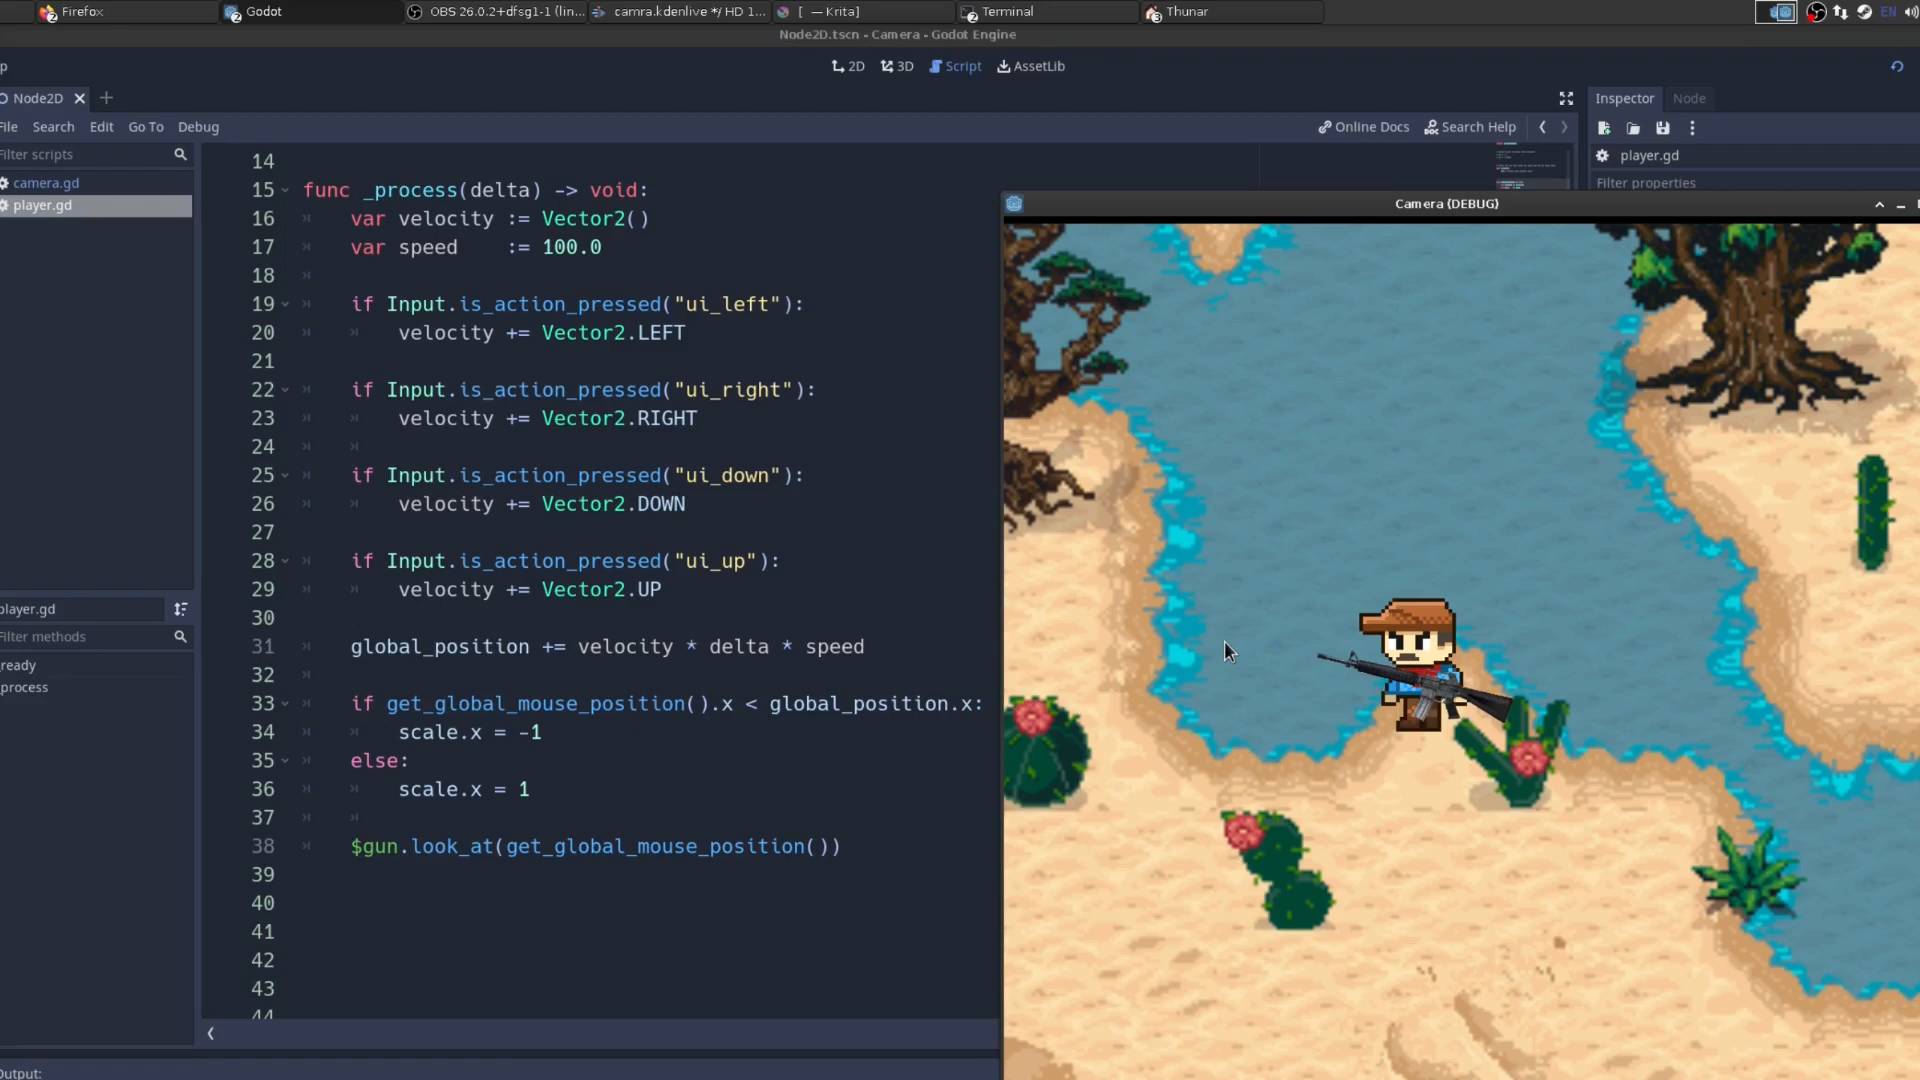 Firefox
Godot
OBS 26.0.2+dfsg1-1 (lin...
camra.kdenlive */ HD 1...
[ — Krita]
Terminal
Thunar
EN
Node2D.tscn - Camera - Godot Engine
p
2D
3D
Script
AssetLib
Node2D
Inspector
Node
File
Search
Edit
Go To
Debug
Online Docs
Search Help
Filter scripts
camera.gd
player.gd
player.gd
Filter methods
_ready
_process
player.gd
Filter properties
14
15 func _process(delta) -> void:
16 var velocity := Vector2()
17 var speed    := 100.0
18
19 if Input.is_action_pressed("ui_left"):
20 velocity += Vector2.LEFT
21
22 if Input.is_action_pressed("ui_right"):
23 velocity += Vector2.RIGHT
24
25 if Input.is_action_pressed("ui_down"):
26 velocity += Vector2.DOWN
27
28 if Input.is_action_pressed("ui_up"):
29 velocity += Vector2.UP
30
31 global_position += velocity * delta * speed
32
33 if get_global_mouse_position().x < global_position.x:
34 scale.x = -1
35 else:
36 scale.x = 1
37
38 $gun.look_at(get_global_mouse_position())
39
40
41
42
43
44
Camera (DEBUG)
Output: